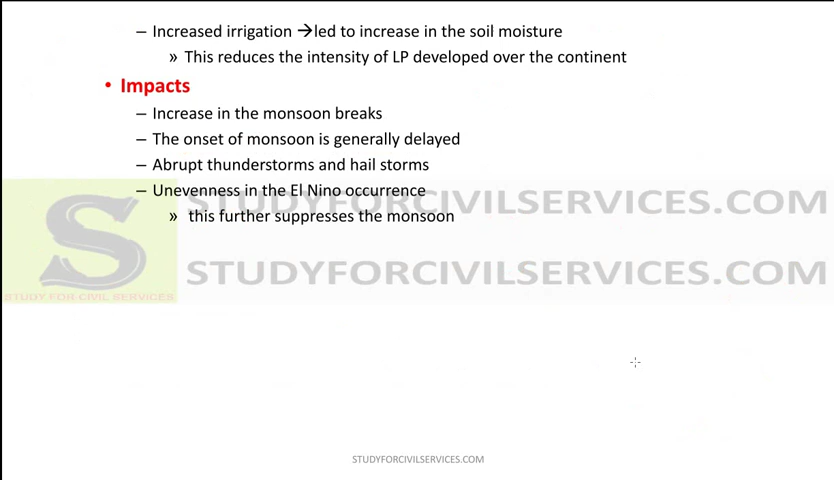 – Increased irrigation →led to increase in the soil moisture
» This reduces the intensity of LP developed over the continent
• Impacts
– Increase in the monsoon breaks
– The onset of monsoon is generally delayed
– Abrupt thunderstorms and hail storms
– Unevenness in the El Nino occurrence
» this further suppresses the monsoon
STUDYFORCIVILSERVICES.COM
STUDYFORCIVILSERVICES.COM
S
STUDY FOR CIVIL SERVICES
STUDYFORCIVILSERVICES.COM